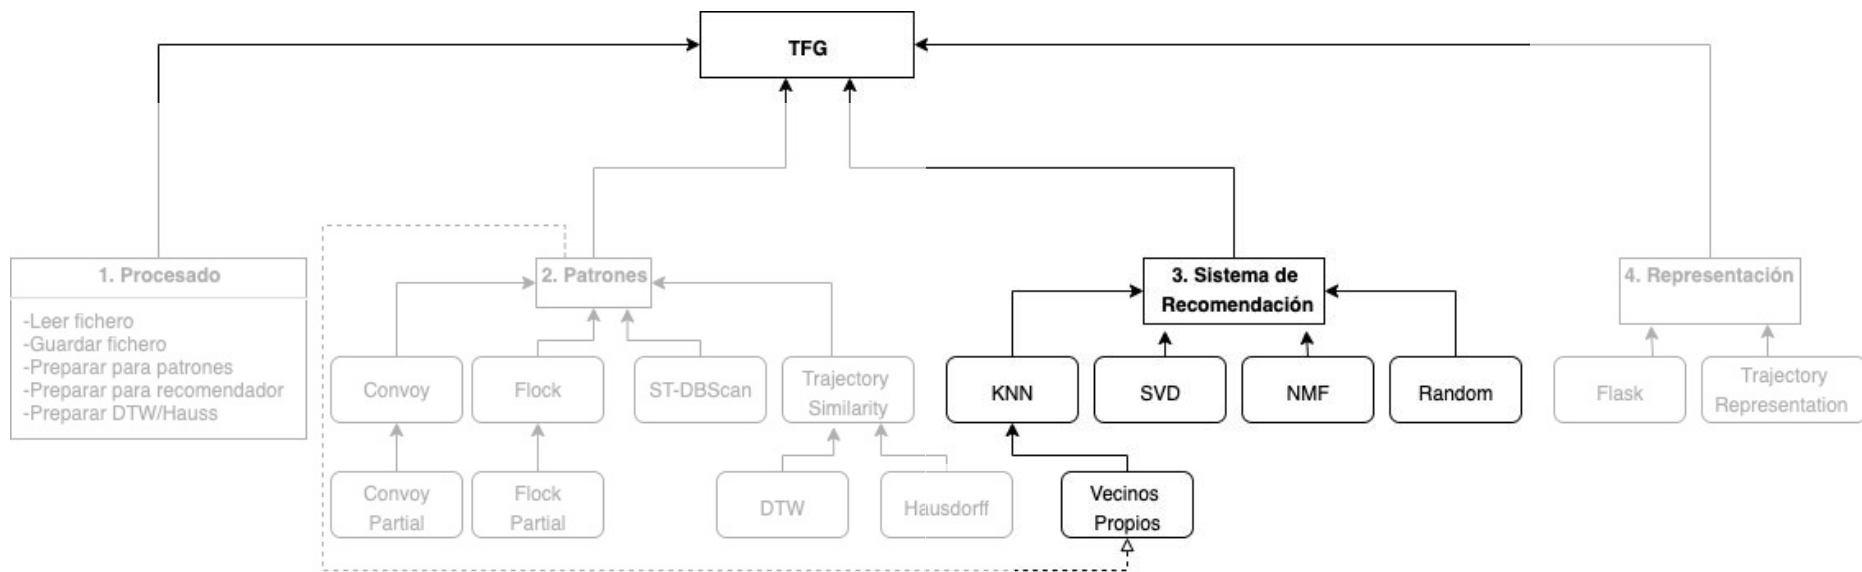 TFG
1. Procesado
-Leer fichero
-Guardar fichero
-Preparar para patrones
-Preparar para recomendador
-Preparar DTW/Hauss
2. Patrones
Convoy
Flock
ST-DBScan
Trajectory
Similarity
Convoy
Partial
Flock
Partial
DTW
Hausdorff
3. Sistema de
Recomendación
KNN
SVD
NMF
Random
Vecinos
Propios
4. Representación
Flask
Trajectory
Representation